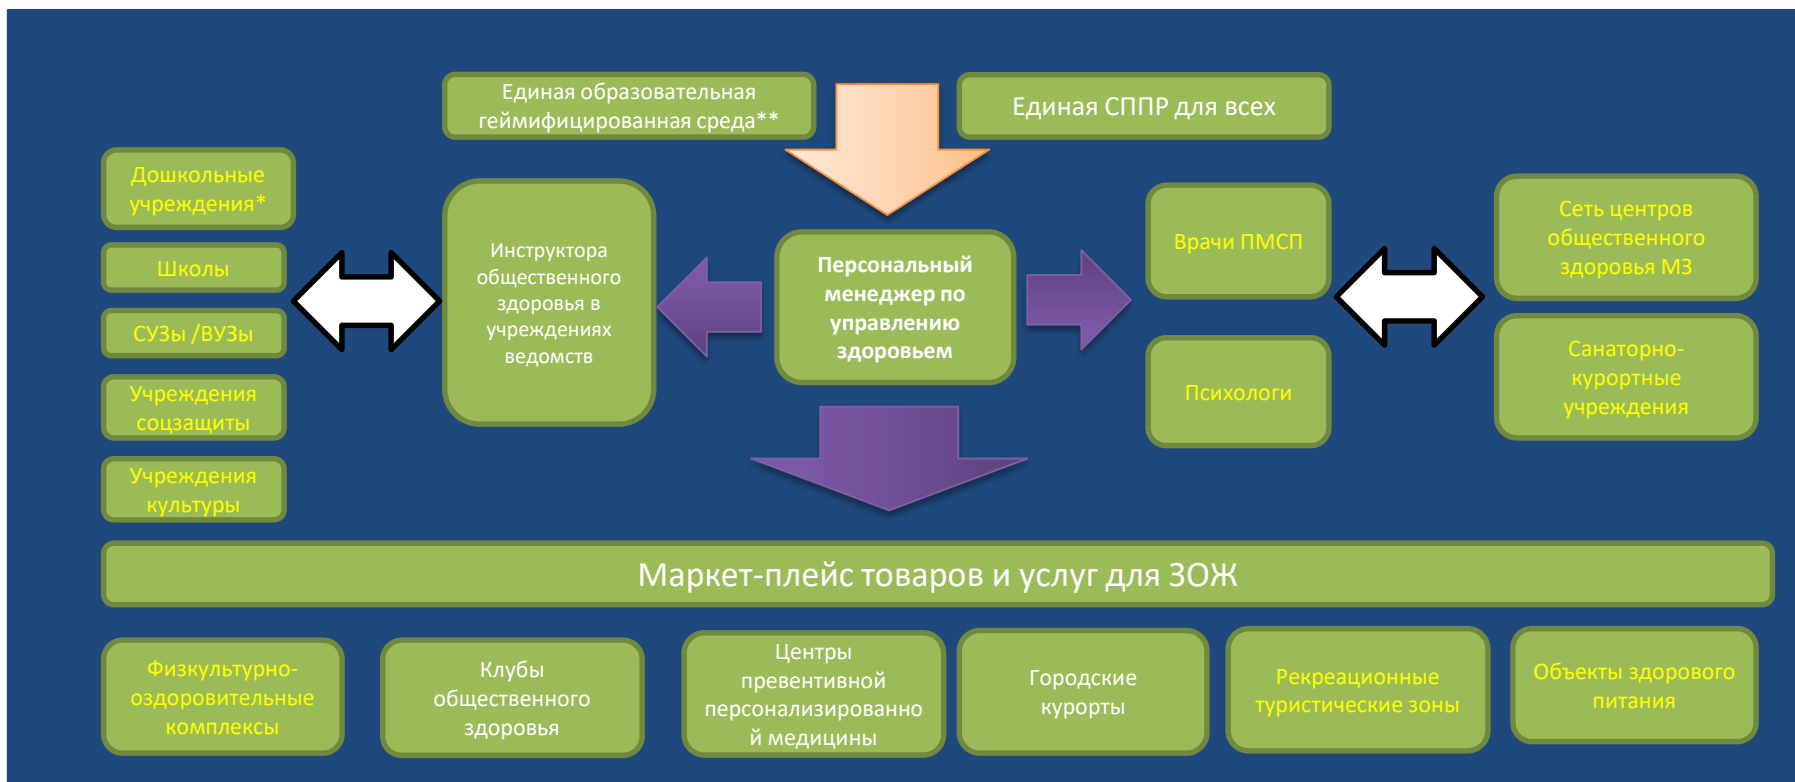 Единая образовательная
геймифицированная среда**
Единая СППР для всех
Дошкольные
учреждения*
Школы
СУЗы /ВУЗы
Учреждения
соцзащиты
Учреждения
культуры
Инструктора
общественного
здоровья в
учреждениях
ведомств
Персональный
менеджер по
управлению
здоровьем
Врачи ПМСП
Психологи
Сеть центров
общественного
здоровья МЗ
Санаторно-
курортные
учреждения
Маркет-плейс товаров и услуг для ЗОЖ
Физкультурно-
оздоровительные
комплексы
Клубы
общественного
здоровья
Центры
превентивной
персонализированно
й медицины
Городские
курорты
Рекреационные
туристические зоны
Объекты здорового
питания